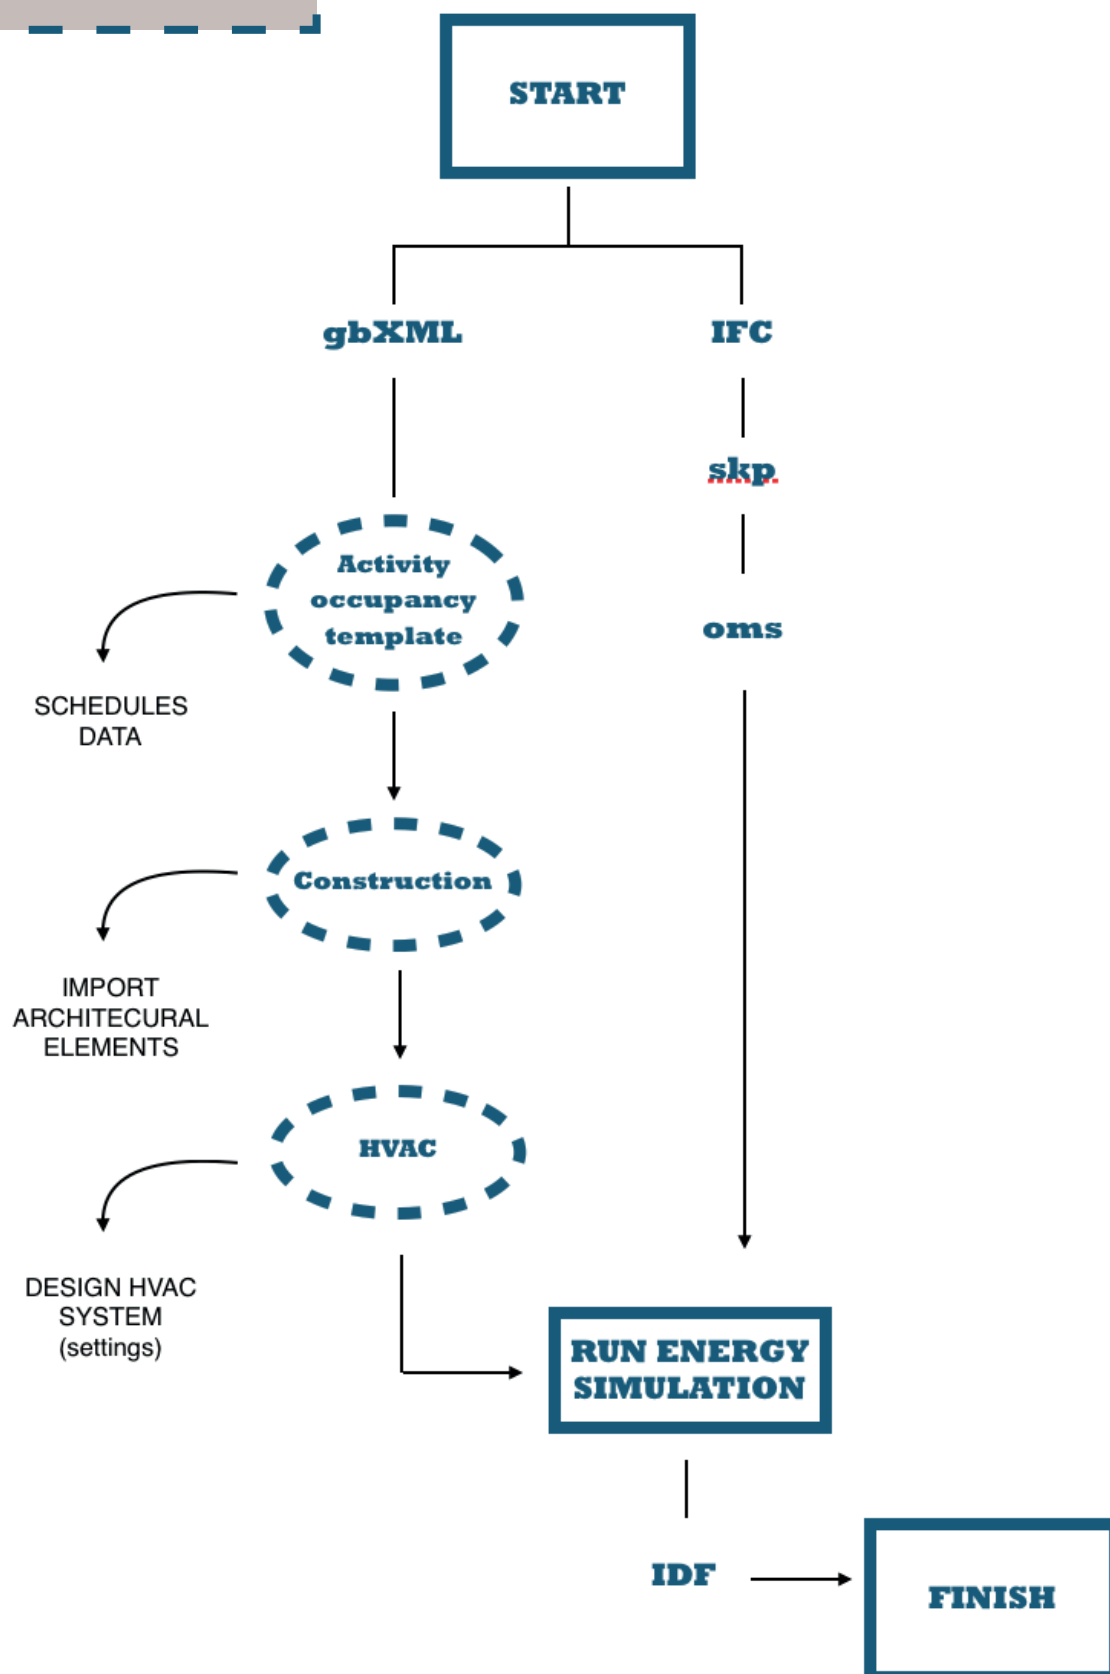 START
gbXML
IFC
skp
Activity
occupancy
template
oms
SCHEDULES
DATA
Construction
IMPORT
ARCHITECURAL
ELEMENTS
HVAC
DESIGN HVAC
SYSTEM
(settings)
RUN ENERGY
SIMULATION
IDF
FINISH